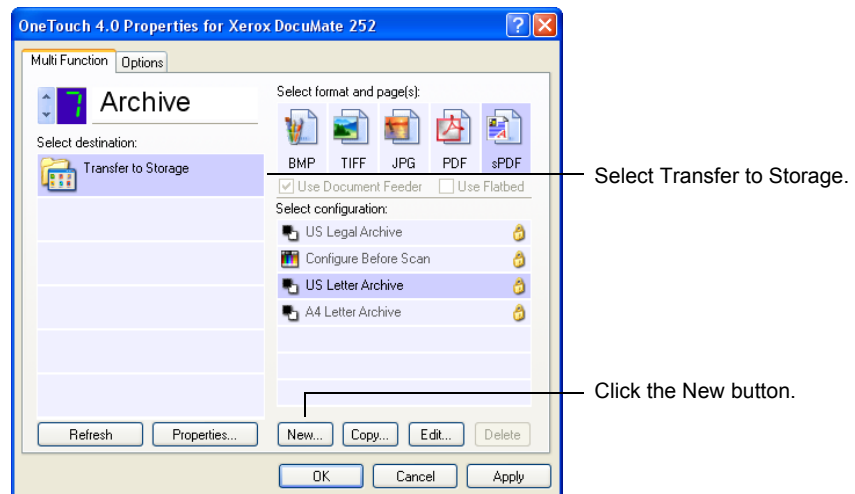 OneTouch 4.0 Properties for Xerox DocuMate 252
Multi Function
Options
7
Archive
Select destination:
Transfer to Storage
Refresh
Properties...
Select format and page(s):
BMP
TIFF
JPG
PDF
sPDF
Use Document Feeder
Use Flatbed
Select configuration:
US Legal Archive
Configure Before Scan
US Letter Archive
A4 Letter Archive
New...
Copy...
Edit...
Delete
OK
Cancel
Apply
Select Transfer to Storage.
Click the New button.